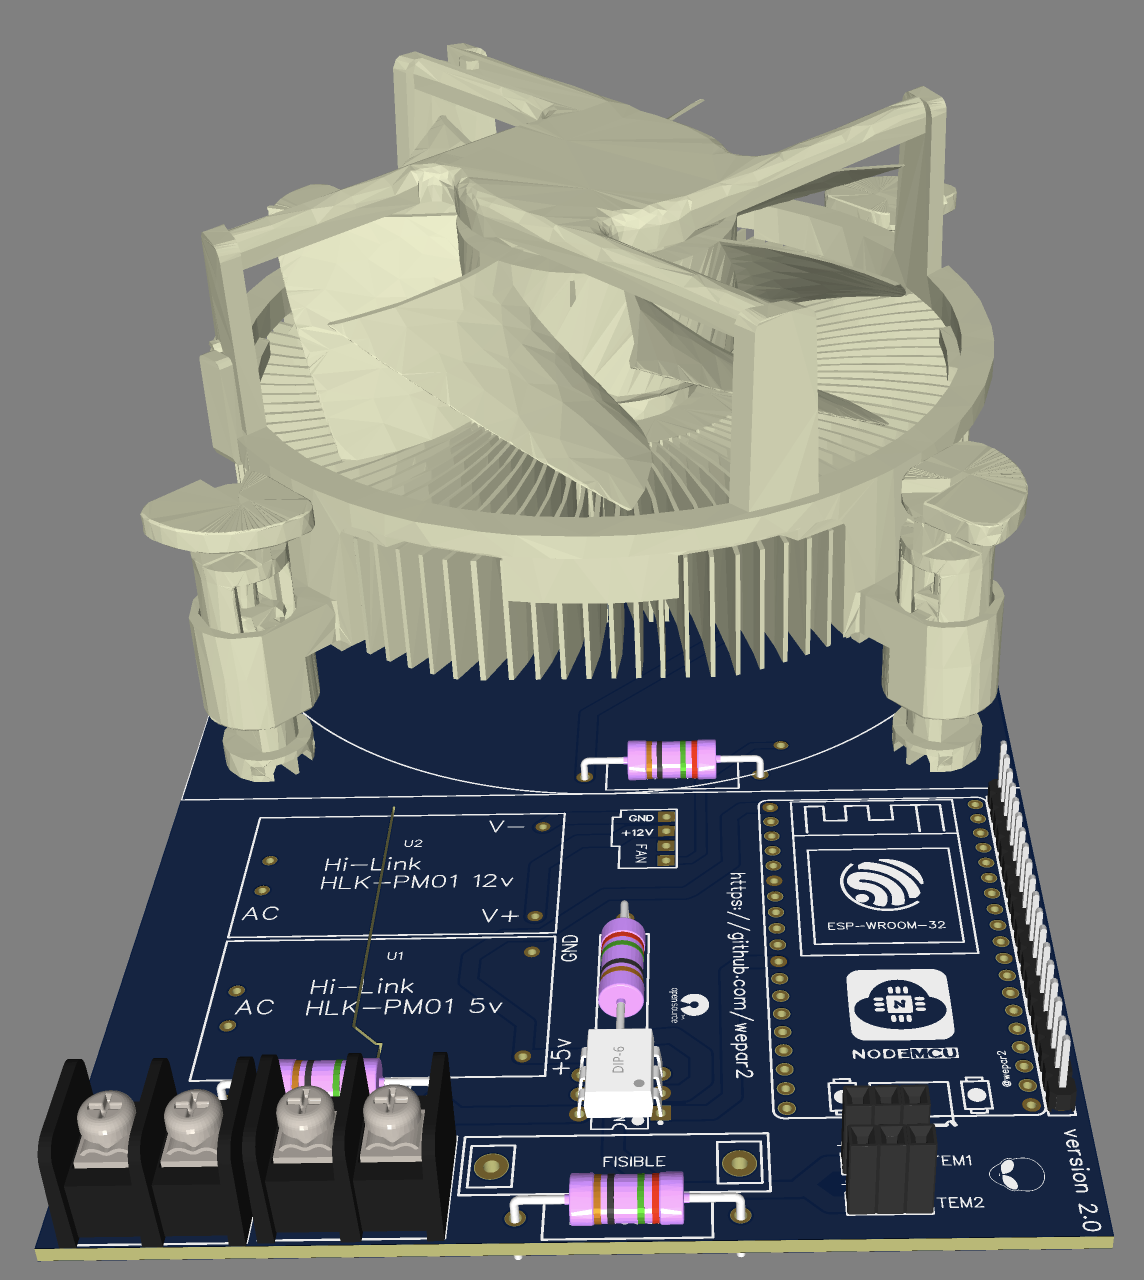 GND
+12V
FAN
V-
U2
Hi-Link
HLK-PM01 12v
AC
V+
U1
Hi-Link
HLK-PM01 5v
AC
GND
+5v
DIP-6
opensource
https://github.com/wepar2
ESP-WROOM-32
N
NODEMCU
@wepar2
FISIBLE
TEM1
TEM2
version 2.0